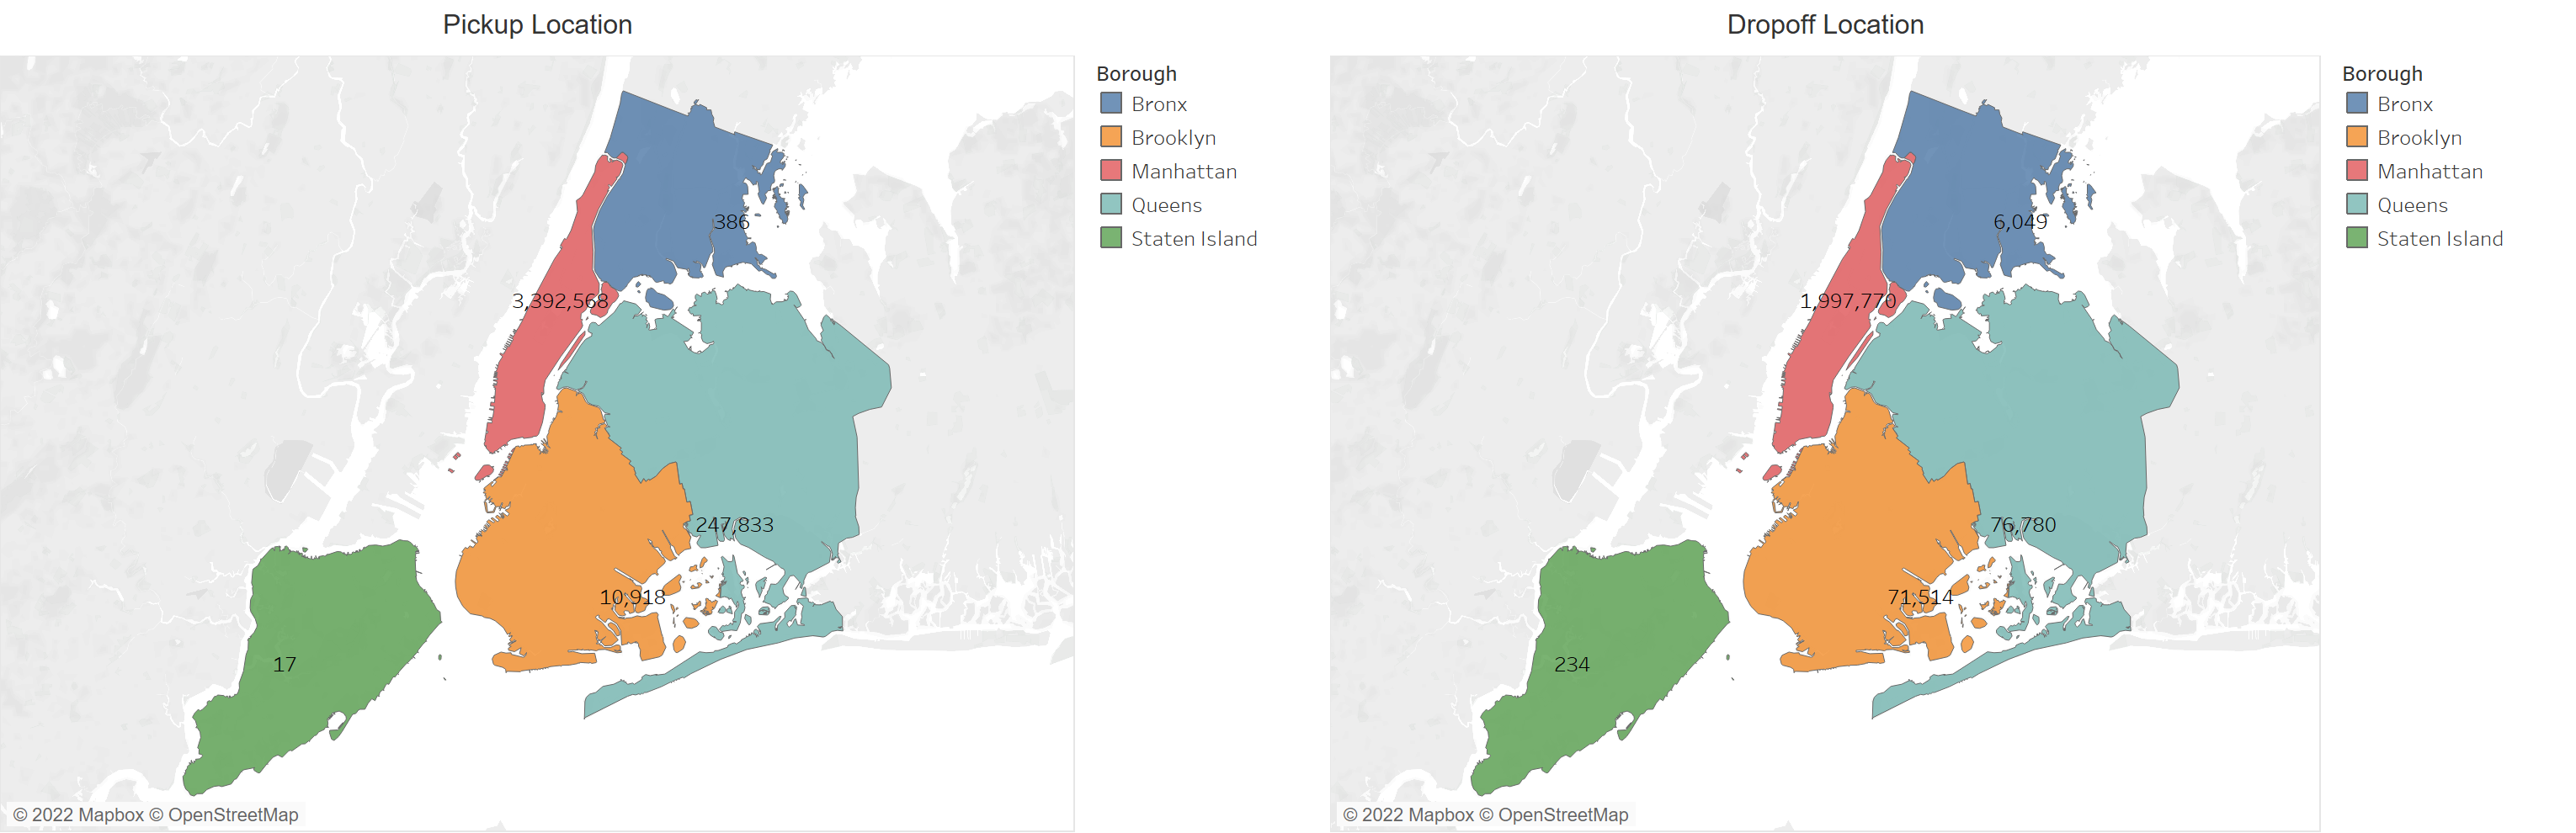 Pickup Location
Borough
Bronx
Brooklyn
Manhattan
Queens
Staten Island
386
3,392,568
247,833
10,918
17
© 2022 Mapbox © OpenStreetMap
Dropoff Location
Borough
Bronx
Brooklyn
Manhattan
Queens
Staten Island
6,049
1,997,770
76,780
71,514
234
© 2022 Mapbox © OpenStreetMap